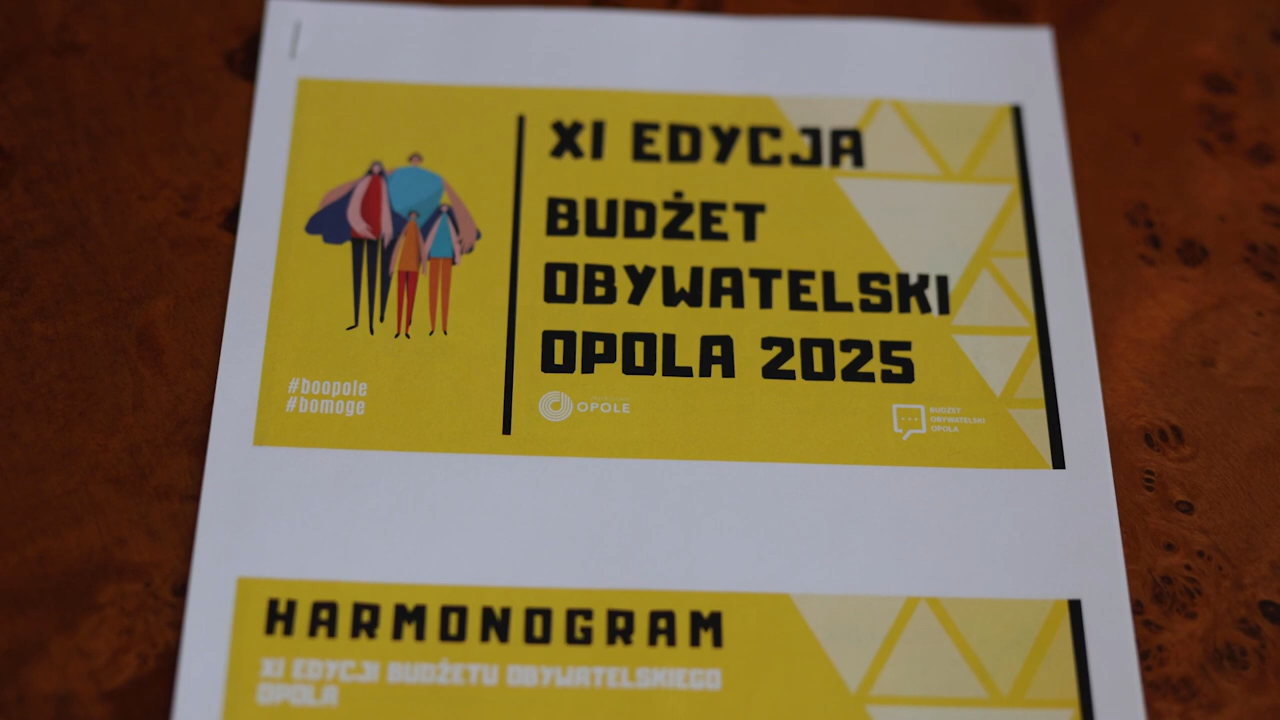 XI EDYCJA
BUDŻET
OBYWATELSKI
OPOLA 2025
#boopole
#bomoge
OPOLE
BUDŻET
OBYWATELSKI
OPOLA
HARMONOGRAM
XI EDYCJI BUDŻETU OBYWATELSKIEGO
OPOLA